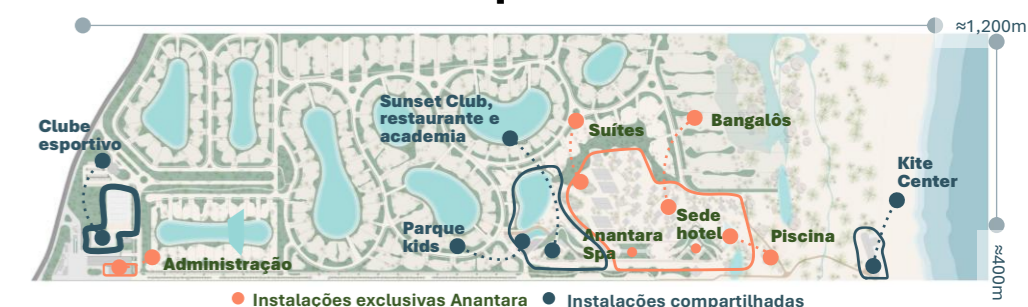 ≈1,200m
Sunset Club,
restaurante e
academia
Suítes
Bangalôs
Clube
esportivo
Kite
Center
Parque
kids
Anantara
Spa
Sede
hotel
Piscina
Administração
≈400m
Instalações exclusivas Anantara
Instalações compartilhadas